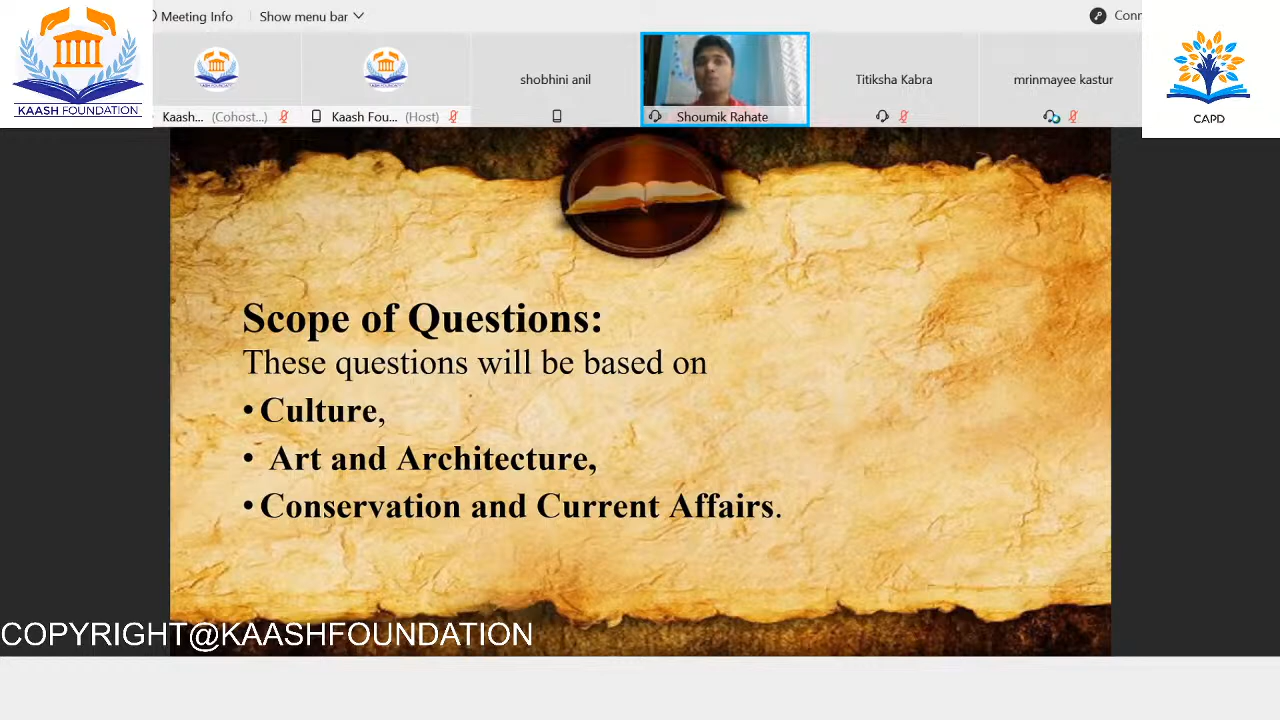 Meeting Info
Show menu bar
Conn
KAASH FOUNDATION
Kaash... (Cohost...)
Kaash Fou... (Host)
shobhini anil
Shoumik Rahate
Titiksha Kabra
mrinmayee kastur
CAPD
Scope of Questions:
These questions will be based on
• Culture,
• Art and Architecture,
• Conservation and Current Affairs.
COPYRIGHT@KAASHFOUNDATION